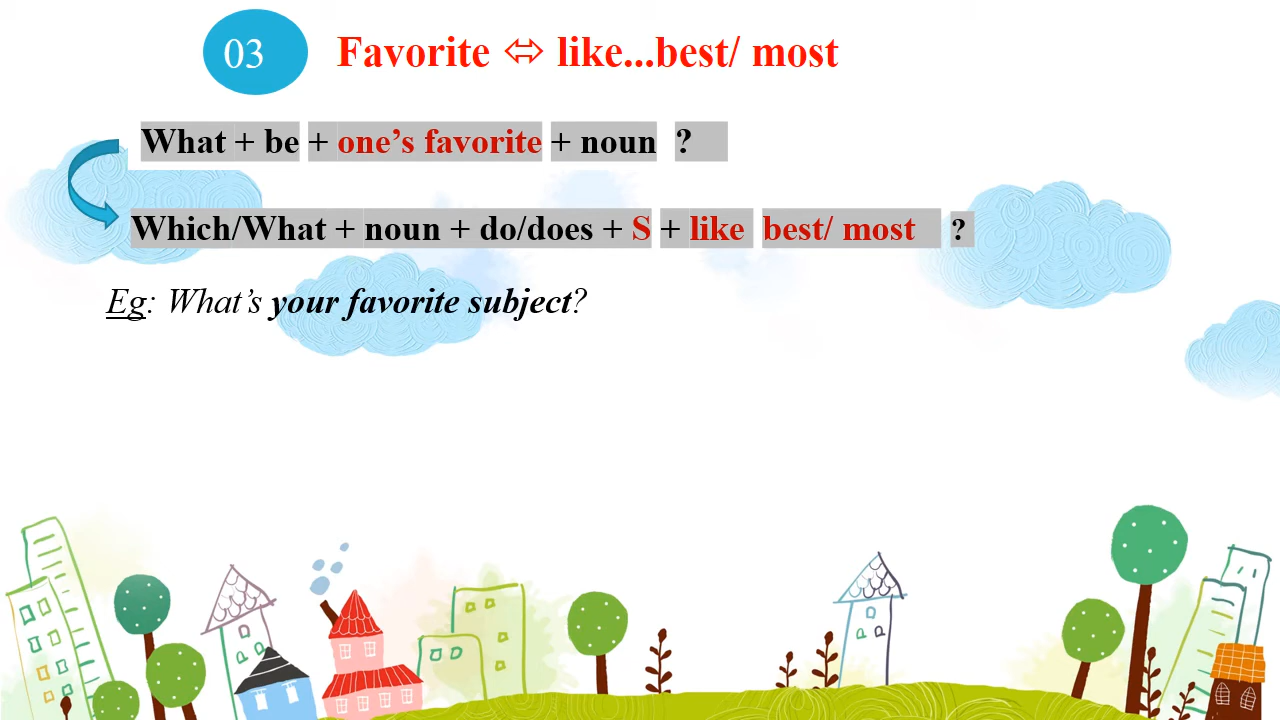 03 Favorite ⬄ like...best/ most
What + be + one’s favorite + noun ?
Which/What + noun + do/does + S + like best/ most ?
Eg: What’s your favorite subject?